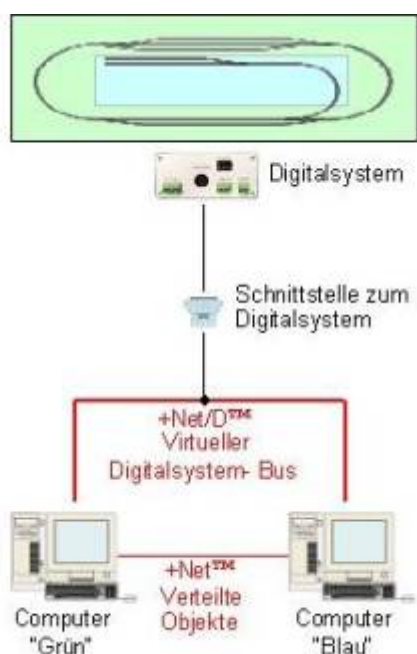 Digitalsystem
Schnittstelle zum
Digitalsystem
+Net/D™
Virtueller
Digitalsystem- Bus
+Net™
Verteilte
Objekte
Computer
"Grün"
Computer
"Blau"